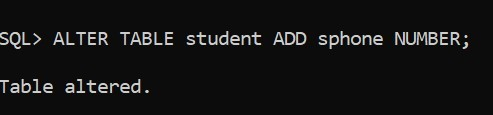 SQL> ALTER TABLE student ADD sphone NUMBER;
Table altered.